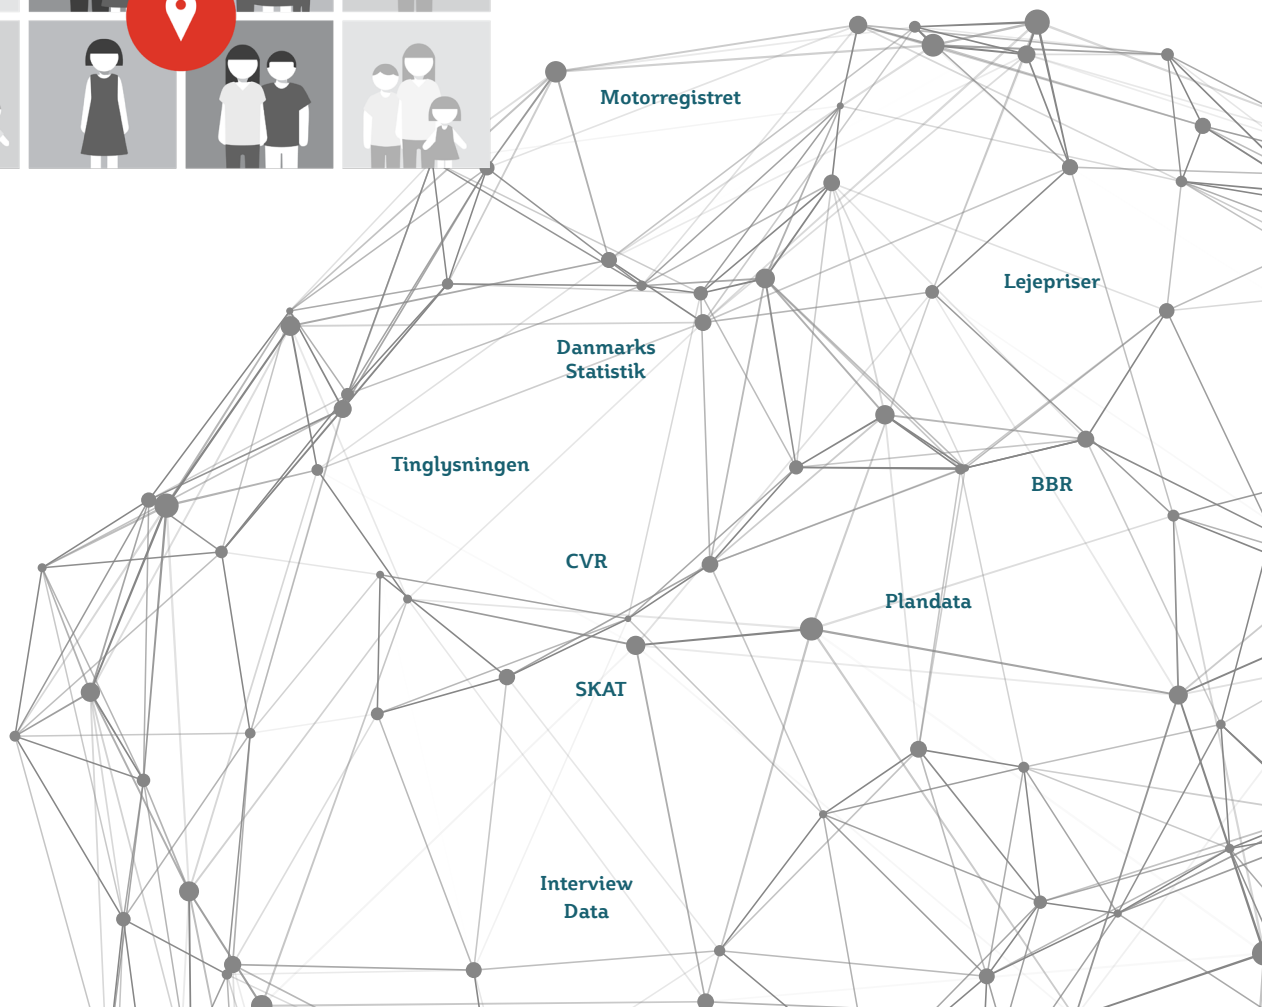 Motorregistret
Lejepriser
Danmarks
Statistik
Tinglysningen
BBR
CVR
Plandata
SKAT
Interview
Data